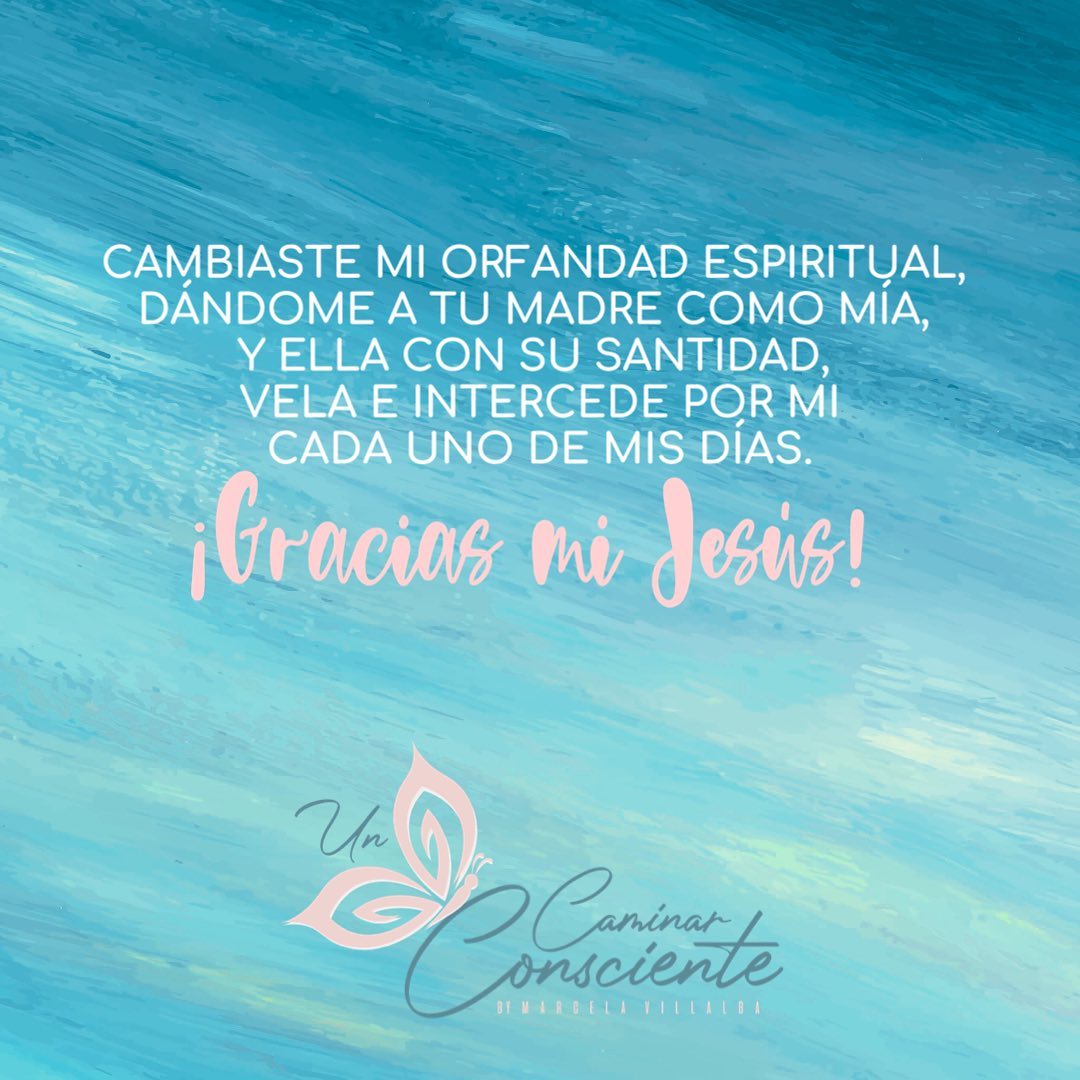 CAMBIASTE MI ORFANDAD ESPIRITUAL,
DÁNDOME A TU MADRE COMO MÍA,
Y ELLA CON SU SANTIDAD,
VELA E INTERCEDE POR MI
CADA UNO DE MIS DÍAS.
¡Gracias mi Jesús!
Un
Caminar
Consciente
BY MARCELA VILLALBA